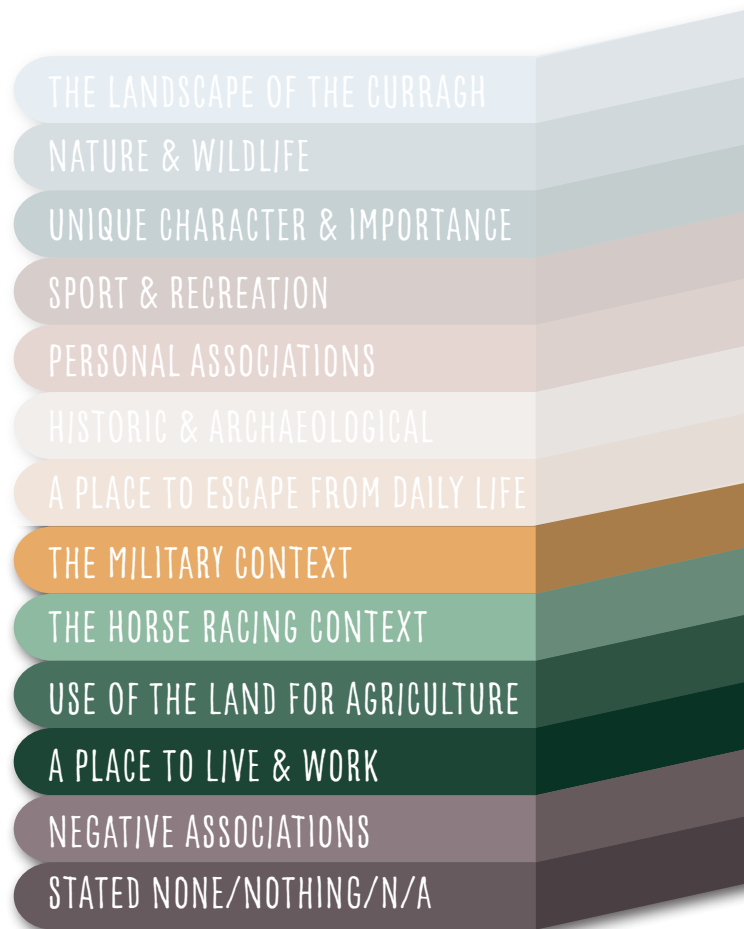 THE LANDSCAPE OF THE CURRAGH
NATURE & WILDLIFE
UNIQUE CHARACTER & IMPORTANCE
SPORT & RECREATION
PERSONAL ASSOCIATIONS
HISTORIC & ARCHAEOLOGICAL
A PLACE TO ESCAPE FROM DAILY LIFE
THE MILITARY CONTEXT
THE HORSE RACING CONTEXT
USE OF THE LAND FOR AGRICULTURE
A PLACE TO LIVE & WORK
NEGATIVE ASSOCIATIONS
STATED NONE/NOTHING/N/A